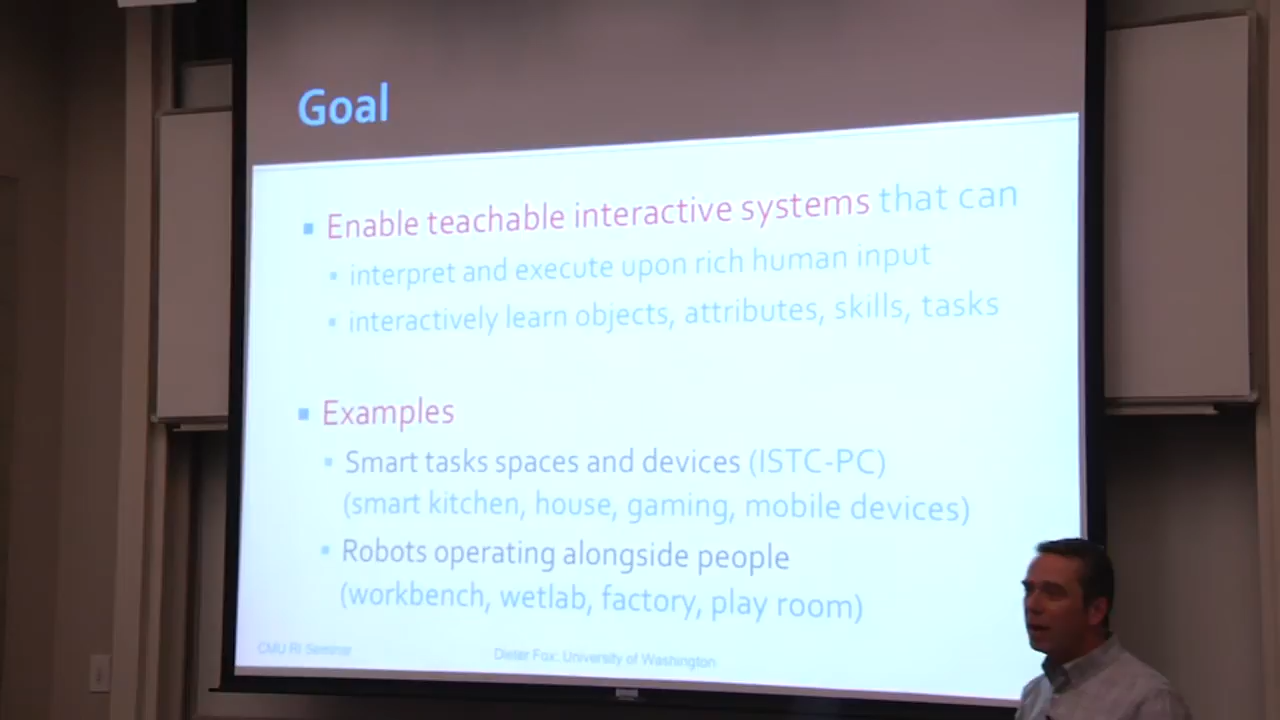 Goal
Enable teachable interactive systems that can
interpret and execute upon rich human input
interactively learn objects, attributes, skills, tasks
Examples
Smart tasks spaces and devices (ISTC-PC)
(smart kitchen, house, gaming, mobile devices)
Robots operating alongside people
(workbench, wetlab, factory, play room)
CMU RI Seminar
Dieter Fox: University of Washington